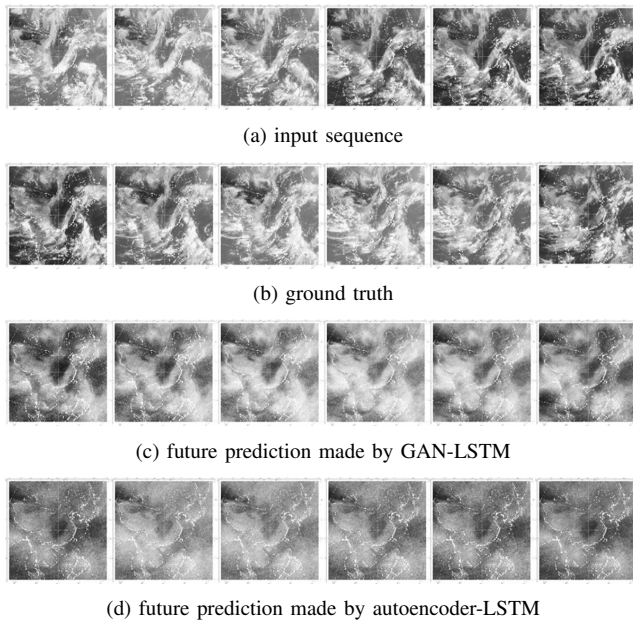 (a) input sequence
(b) ground truth
(c) future prediction made by GAN-LSTM
(d) future prediction made by autoencoder-LSTM